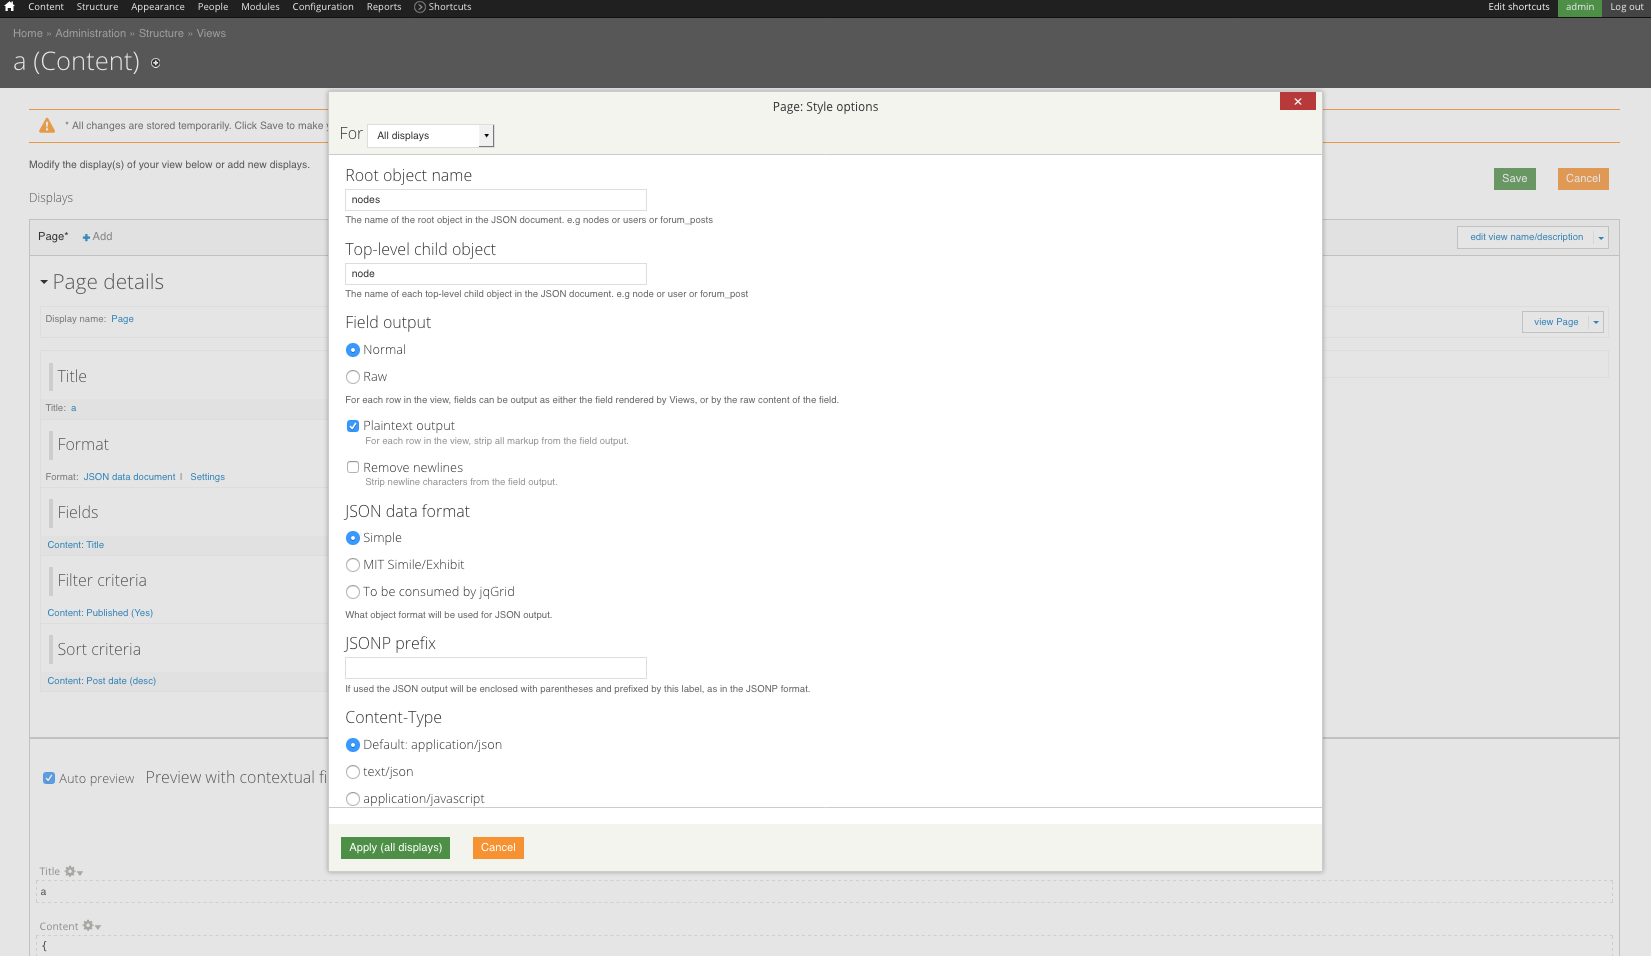 Content Structure Appearance People Modules Configuration Reports Shortcuts Edit shortcuts admin Log out
Home » Administration » Structure » Views
a (Content)
Page: Style options
For All displays
* All changes are stored temporarily. Click Save to make
Modify the display(s) of your view below or add new displays.
Save Cancel
Displays
Page* Add
edit view name/description
Page details
Display name: Page
view Page
Title
Title: a
Format
Format: JSON data document | Settings
Fields
Content: Title
Filter criteria
Content: Published (Yes)
Sort criteria
Content: Post date (desc)
Root object name
nodes
The name of the root object in the JSON document. e.g nodes or users or forum_posts
Top-level child object
node
The name of each top-level child object in the JSON document. e.g node or user or forum_post
Field output
Normal
Raw
For each row in the view, fields can be output as either the field rendered by Views, or by the raw content of the field.
Plaintext output
For each row in the view, strip all markup from the field output.
Remove newlines
Strip newline characters from the field output.
JSON data format
Simple
MIT Simile/Exhibit
To be consumed by jqGrid
What object format will be used for JSON output.
JSONP prefix
If used the JSON output will be enclosed with parentheses and prefixed by this label, as in the JSONP format.
Content-Type
Default: application/json
text/json
application/javascript
Apply (all displays) Cancel
Auto preview Preview with contextual fi
Title
a
Content
{